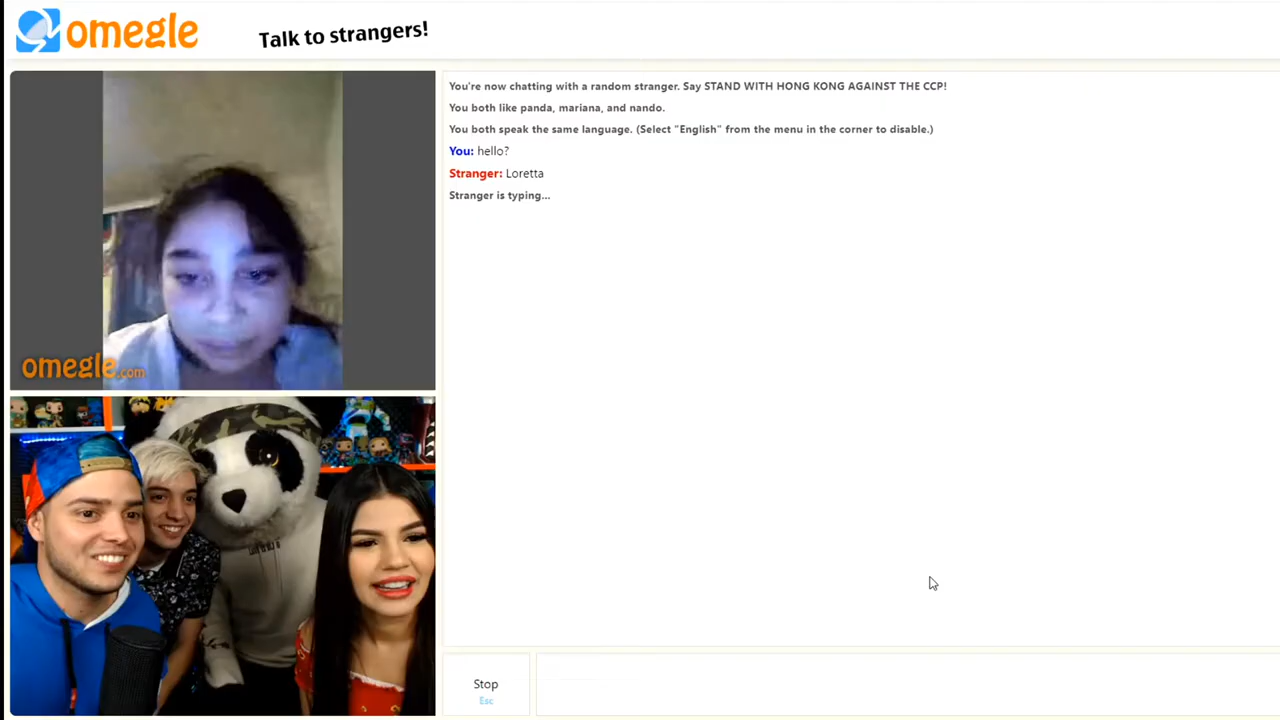 omegle
Talk to strangers!
You're now chatting with a random stranger. Say STAND WITH HONG KONG AGAINST THE CCP!
You both like panda, mariana, and nando.
You both speak the same language. (Select "English" from the menu in the corner to disable.)
You: hello?
Stranger: Loretta
Stranger is typing...
omegle.com
Stop
Esc